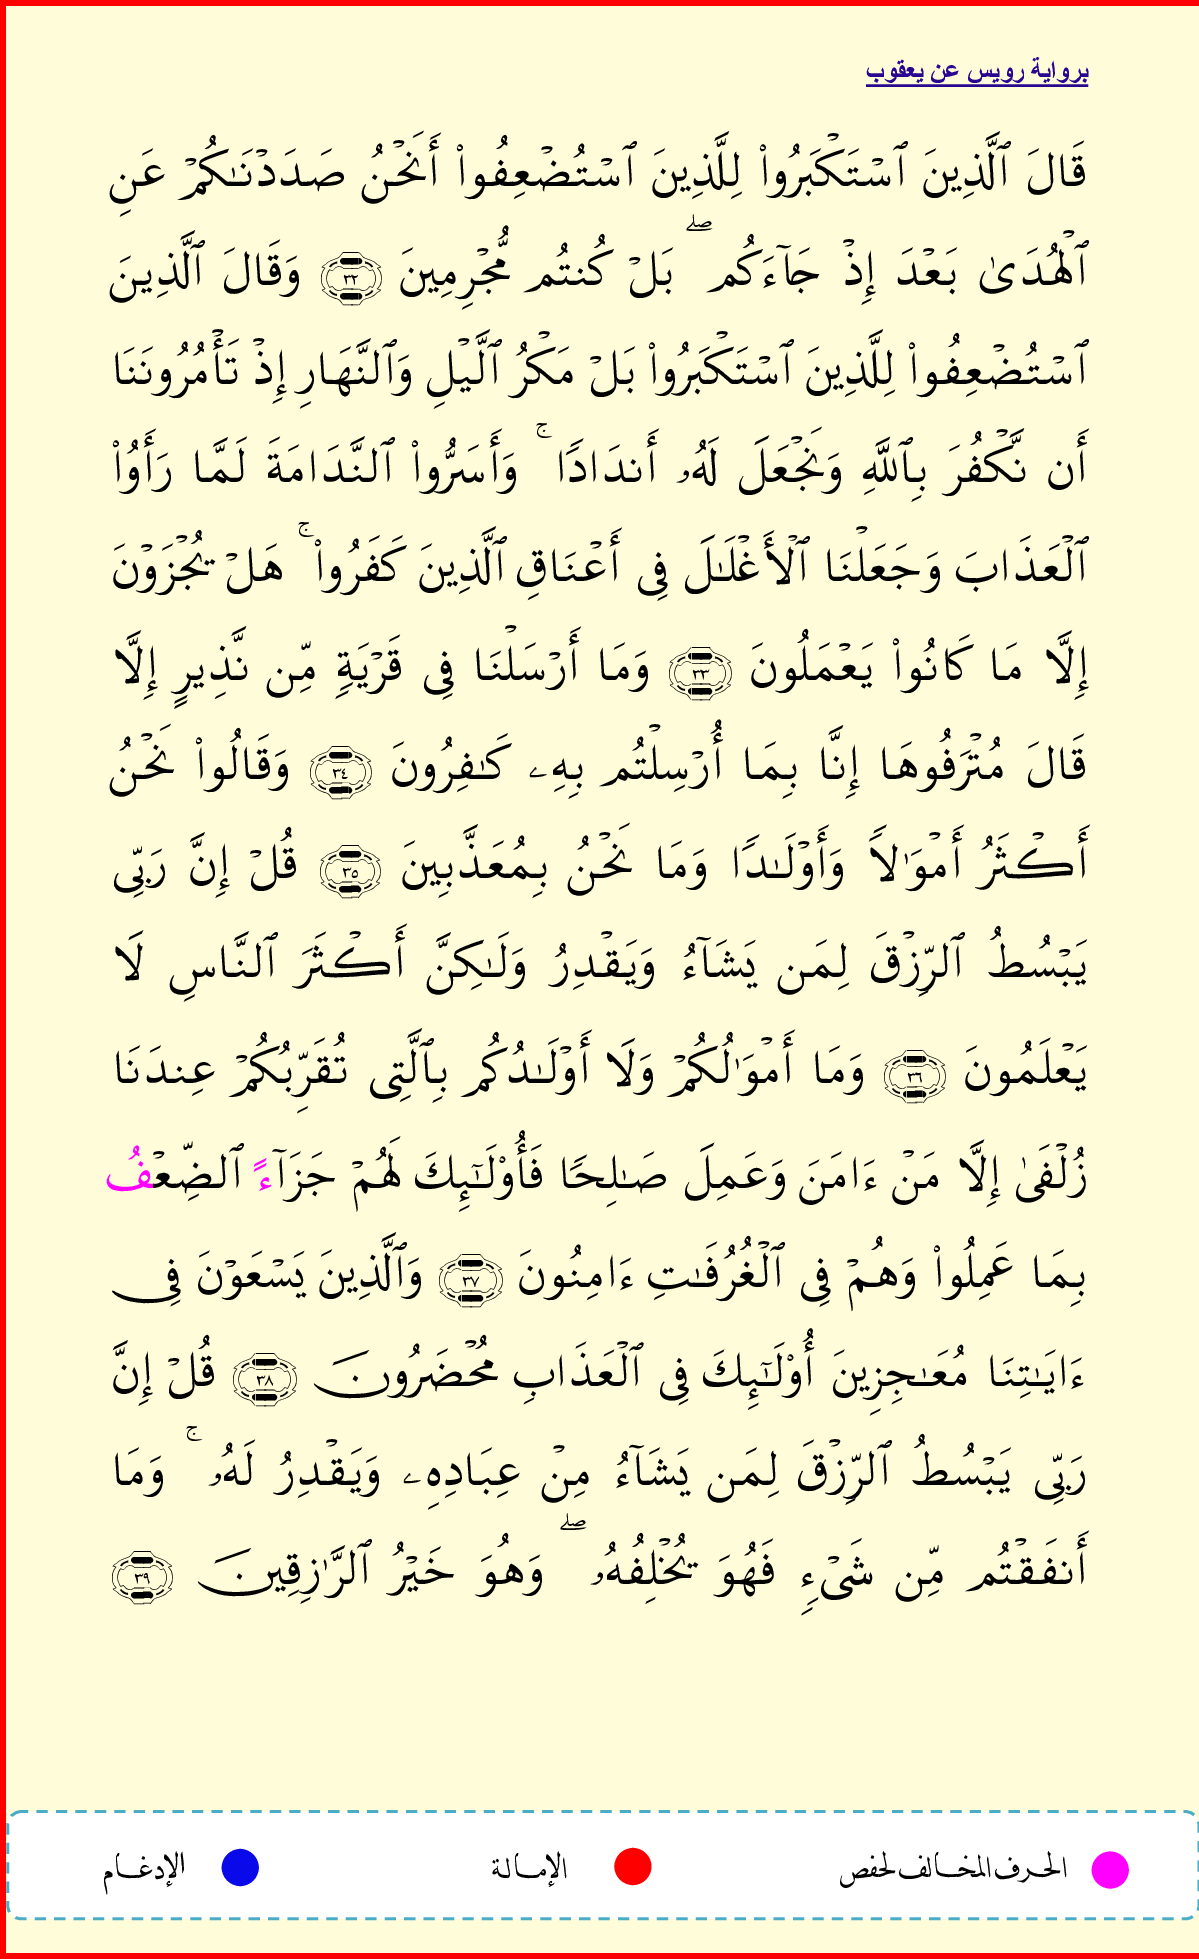 برواية رويس عن يعقوب
قَالَ ٱلَّذِينَ ٱسۡتَكۡبَرُواْ لِلَّذِينَ ٱسۡتُضۡعِفُواْ أَنَحۡنُ صَدَدۡنَٰكُمۡ عَنِ
ٱلۡهُدَىٰ بَعۡدَ إِذۡ جَآءَكُمۖ بَلۡ كُنتُم مُّجۡرِمِينَ ٣٢ وَقَالَ ٱلَّذِينَ
ٱسۡتُضۡعِفُواْ لِلَّذِينَ ٱسۡتَكۡبَرُواْ بَلۡ مَكۡرُ ٱلَّيۡلِ وَٱلنَّهَارِ إِذۡ تَأۡمُرُونَنَا
أَن نَّكۡفُرَ بِٱللَّهِ وَنَجۡعَلَ لَهُۥ أَندَادٗاۚ وَأَسَرُّواْ ٱلنَّدَامَةَ لَمَّا رَأَوُاْ
ٱلۡعَذَابَ وَجَعَلۡنَا ٱلۡأَغۡلَٰلَ فِي أَعۡنَاقِ ٱلَّذِينَ كَفَرُواْۚ هَلۡ يُجۡزَوۡنَ
إِلَّا مَا كَانُواْ يَعۡمَلُونَ ٣٣ وَمَا أَرۡسَلۡنَا فِي قَرۡيَةٖ مِّن نَّذِيرٍ إِلَّا
قَالَ مُتۡرَفُوهَا إِنَّا بِمَا أُرۡسِلۡتُم بِهِۦ كَٰفِرُونَ ٣٤ وَقَالُواْ نَحۡنُ
أَكۡثَرُ أَمۡوَٰلٗا وَأَوۡلَٰدٗا وَمَا نَحۡنُ بِمُعَذَّبِينَ ٣٥ قُلۡ إِنَّ رَبِّي
يَبۡسُطُ ٱلرِّزۡقَ لِمَن يَشَآءُ وَيَقۡدِرُ وَلَٰكِنَّ أَكۡثَرَ ٱلنَّاسِ لَا
يَعۡلَمُونَ ٣٦ وَمَا أَمۡوَٰلُكُمۡ وَلَا أَوۡلَٰدُكُم بِٱلَّتِي تُقَرِّبُكُمۡ عِندَنَا
زُلۡفَىٰ إِلَّا مَنۡ ءَامَنَ وَعَمِلَ صَٰلِحٗا فَأُوْلَٰٓئِكَ لَهُمۡ جَزَآءً ٱلضِّعۡفُ
بِمَا عَمِلُواْ وَهُمۡ فِي ٱلۡغُرُفَٰتِ ءَامِنُونَ ٣٧ وَٱلَّذِينَ يَسۡعَوۡنَ فِي
ءَايَٰتِنَا مُعَٰجِزِينَ أُوْلَٰٓئِكَ فِي ٱلۡعَذَابِ مُحۡضَرُونَ ٣٨ قُلۡ إِنَّ
رَبِّي يَبۡسُطُ ٱلرِّزۡقَ لِمَن يَشَآءُ مِنۡ عِبَادِهِۦ وَيَقۡدِرُ لَهُۥۚ وَمَا
أَنفَقۡتُم مِّن شَيۡءٖ فَهُوَ يُخۡلِفُهُۥۖ وَهُوَ خَيۡرُ ٱلرَّٰزِقِينَ ٣٩
الحرف المخالف لحفص الإمالة الإدغام